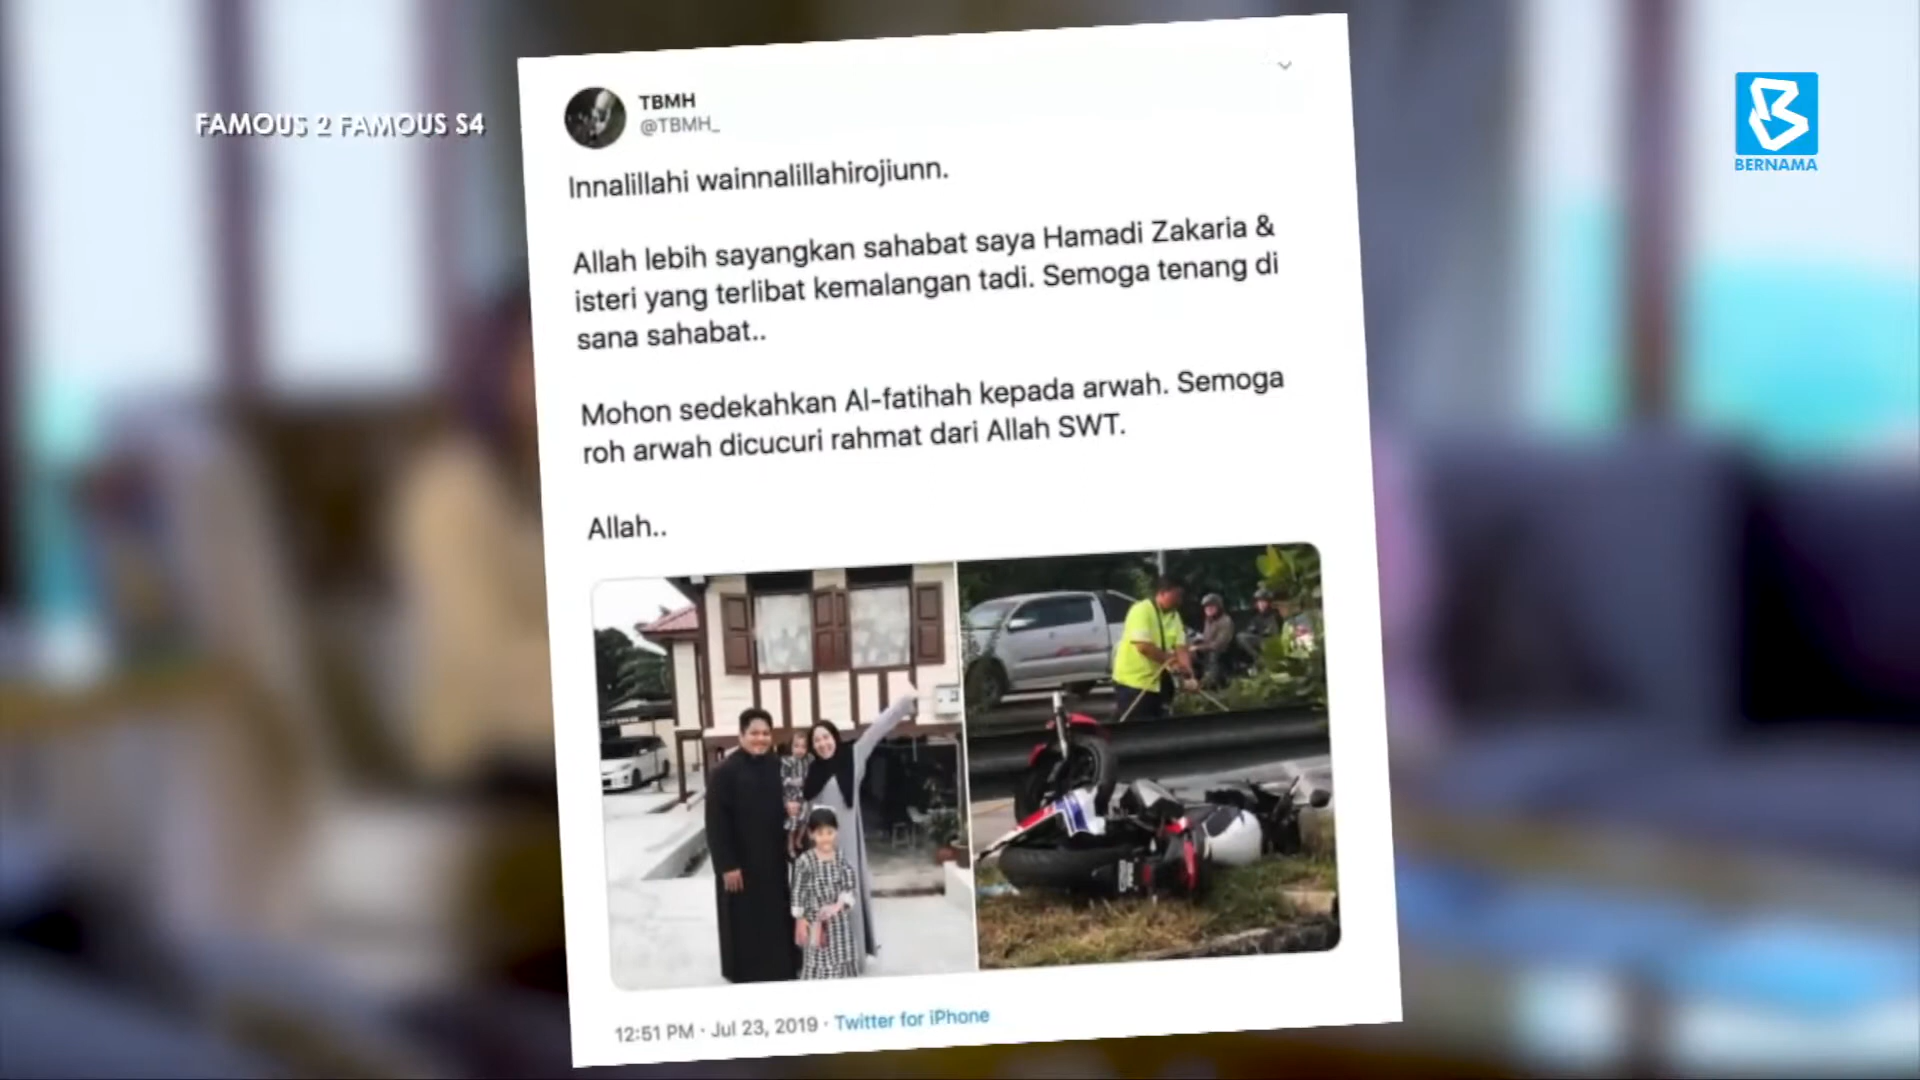 FAMOUS 2 FAMOUS S4
BERNAMA
TBMH
@TBMH_
Innalillahi wainnalillahirojiunn.
Allah lebih sayangkan sahabat saya Hamadi Zakaria &
isteri yang terlibat kemalangan tadi. Semoga tenang di
sana sahabat..
Mohon sedekahkan Al-fatihah kepada arwah. Semoga
roh arwah dicucuri rahmat dari Allah SWT.
Allah..
12:51 PM · Jul 23, 2019 · Twitter for iPhone